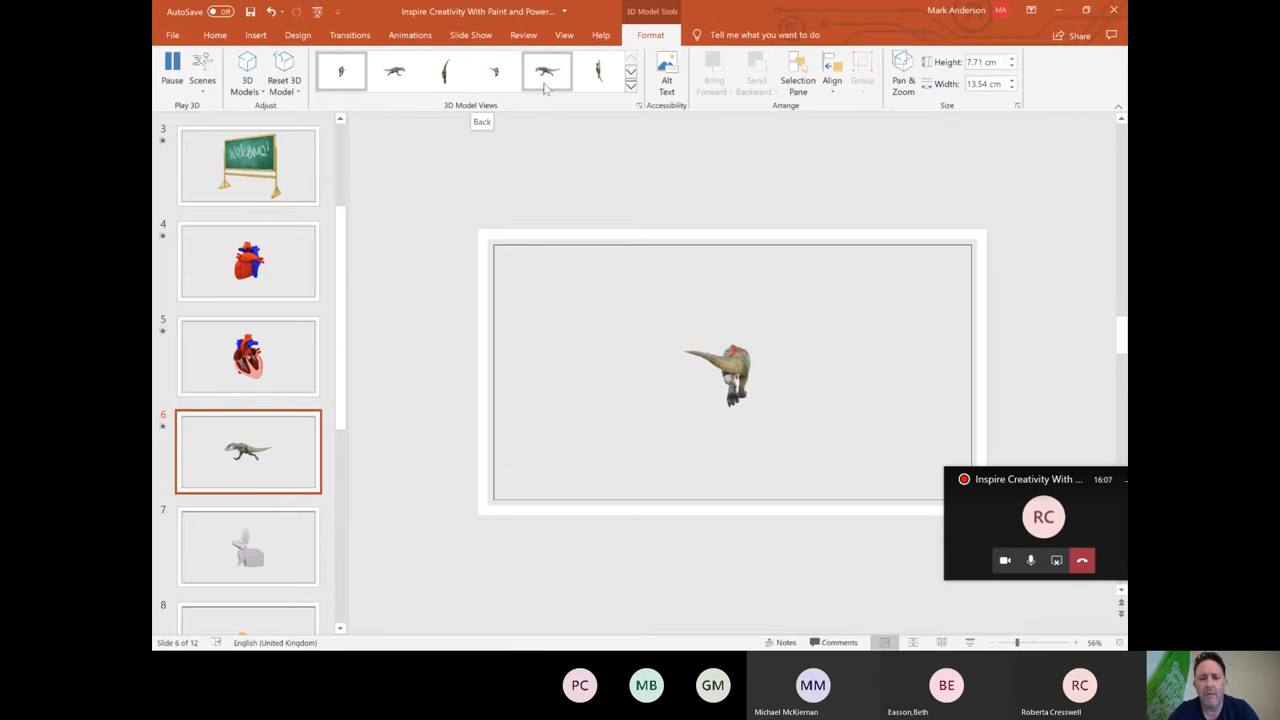 AutoSave Off
Inspire Creativity With Paint and Power...
3D Model Tools
Mark Anderson MA
File Home Insert Design Transitions Animations Slide Show Review View Help Format Tell me what you want to do
Share
Pause
Scenes
Play 3D
3D Models
Reset 3D Model
Adjust
3D Model Views
Alt Text
Accessibility
Bring Forward
Send Backward
Selection Pane
Align
Group
Arrange
Pan & Zoom
Height: 7.71 cm
Width: 13.54 cm
Size
Back
3
Welcome!
4
5
6
7
8
Inspire Creativity With ... 16:07
RC
Slide 6 of 12 English (United Kingdom)
Notes Comments 56%
PC MB GM MM BE RC
Michael McKiernan Easson,Beth Roberta Cresswell